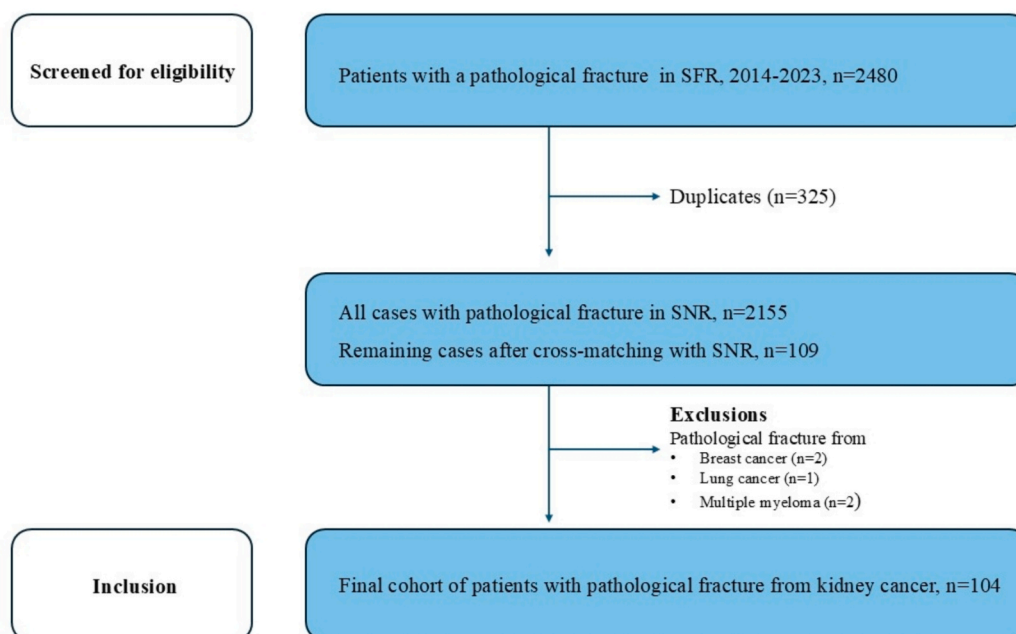 Screened for eligibility
Patients with a pathological fracture in SFR, 2014-2023, n=2480
Duplicates (n=325)
All cases with pathological fracture in SNR, n=2155
Remaining cases after cross-matching with SNR, n=109
Exclusions
Pathological fracture from
• Breast cancer (n=2)
• Lung cancer (n=1)
• Multiple myeloma (n=2)
Inclusion
Final cohort of patients with pathological fracture from kidney cancer, n=104